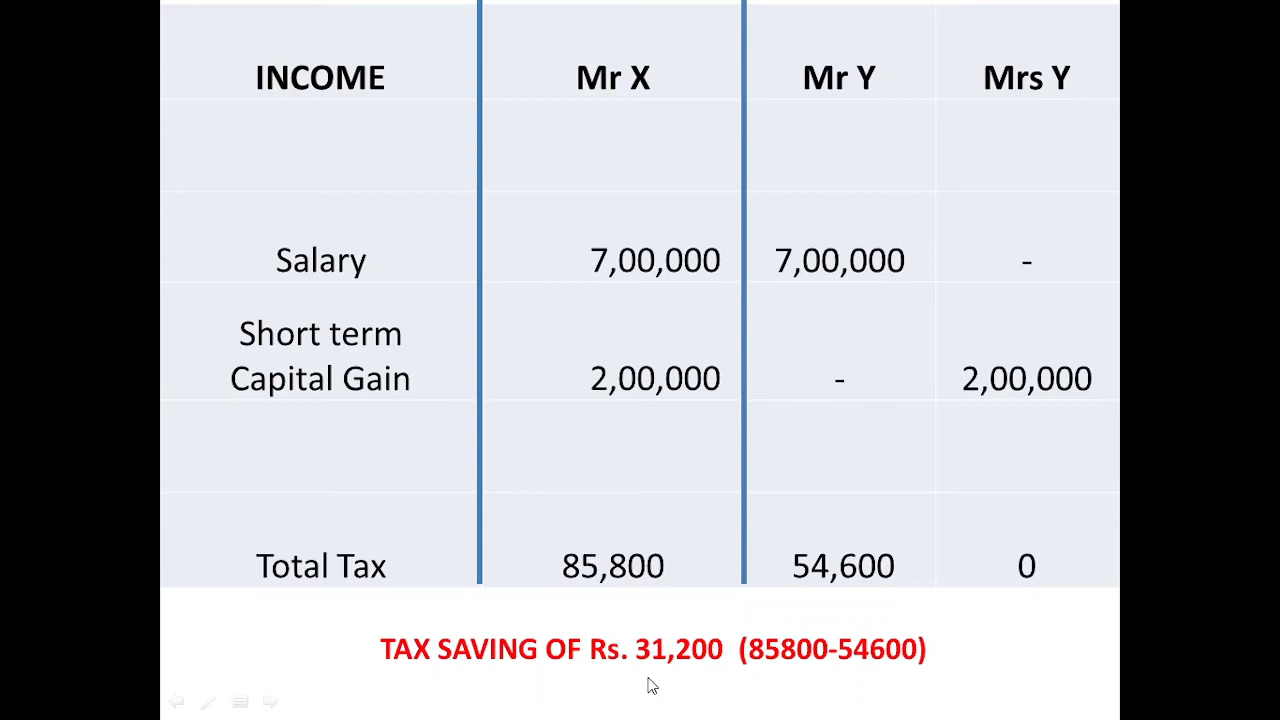 INCOME Mr X Mr Y Mrs Y
Salary 7,00,000 7,00,000 -
Short term
Capital Gain 2,00,000 - 2,00,000
Total Tax 85,800 54,600 0
TAX SAVING OF Rs. 31,200 (85800-54600)